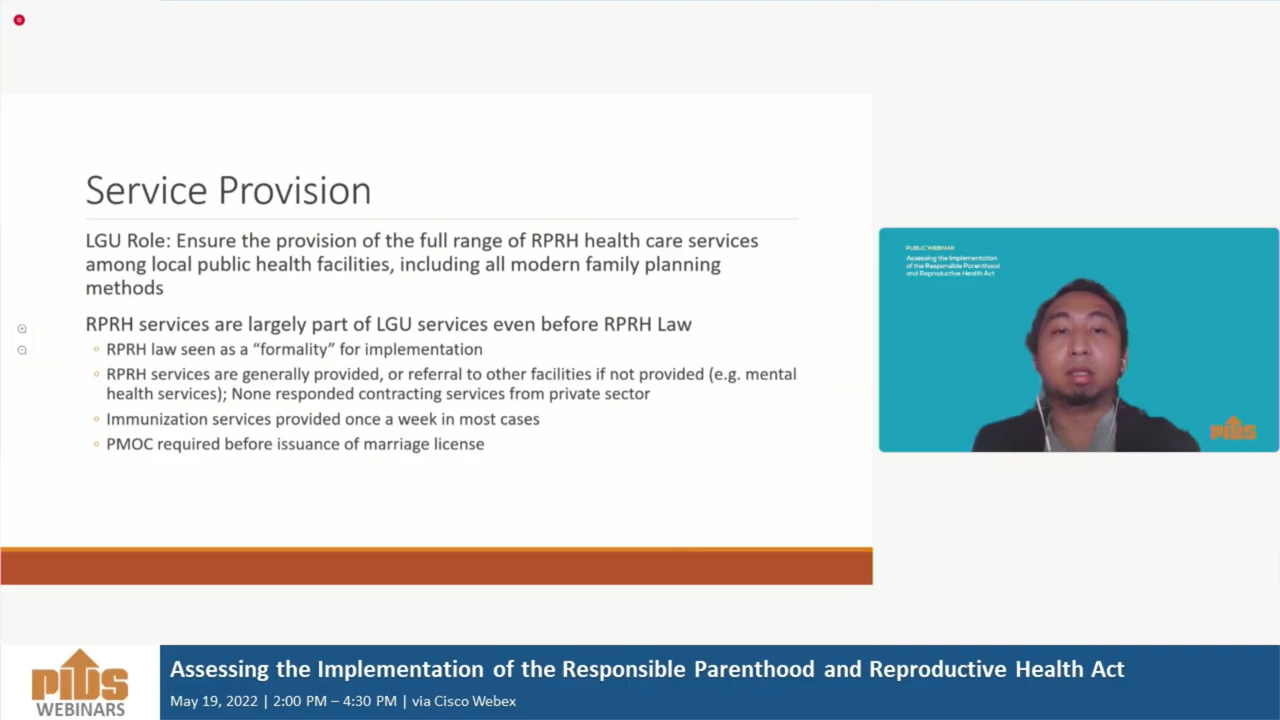 Service Provision
LGU Role: Ensure the provision of the full range of RPRH health care services
among local public health facilities, including all modern family planning
methods
RPRH services are largely part of LGU services even before RPRH Law
RPRH law seen as a “formality” for implementation
RPRH services are generally provided, or referral to other facilities if not provided (e.g. mental
health services); None responded contracting services from private sector
Immunization services provided once a week in most cases
PMOC required before issuance of marriage license
PUBLIC WEBINAR
Assessing the Implementation
of the Responsible Parenthood
and Reproductive Health Act
PIDS
PIDS
WEBINARS
Assessing the Implementation of the Responsible Parenthood and Reproductive Health Act
May 19, 2022 | 2:00 PM – 4:30 PM | via Cisco Webex